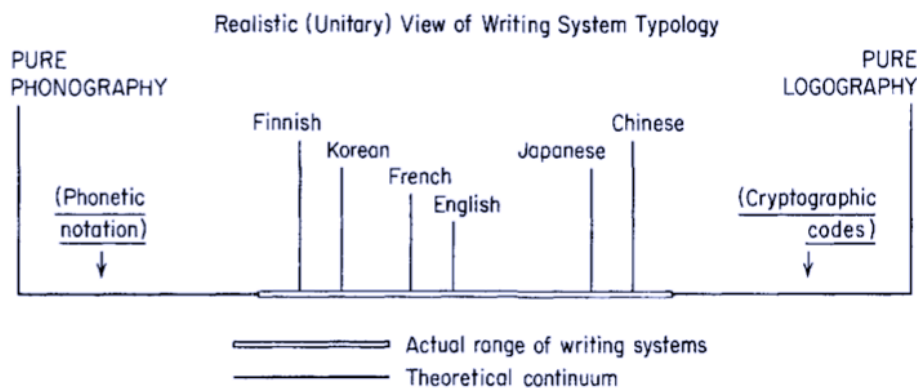 Realistic (Unitary) View of Writing System Typology
PURE
PHONOGRAPHY
PURE
LOGOGRAPHY
Finnish
Korean
French
English
Japanese
Chinese
(Phonetic
notation)
(Cryptographic
codes)
Actual range of writing systems
Theoretical continuum